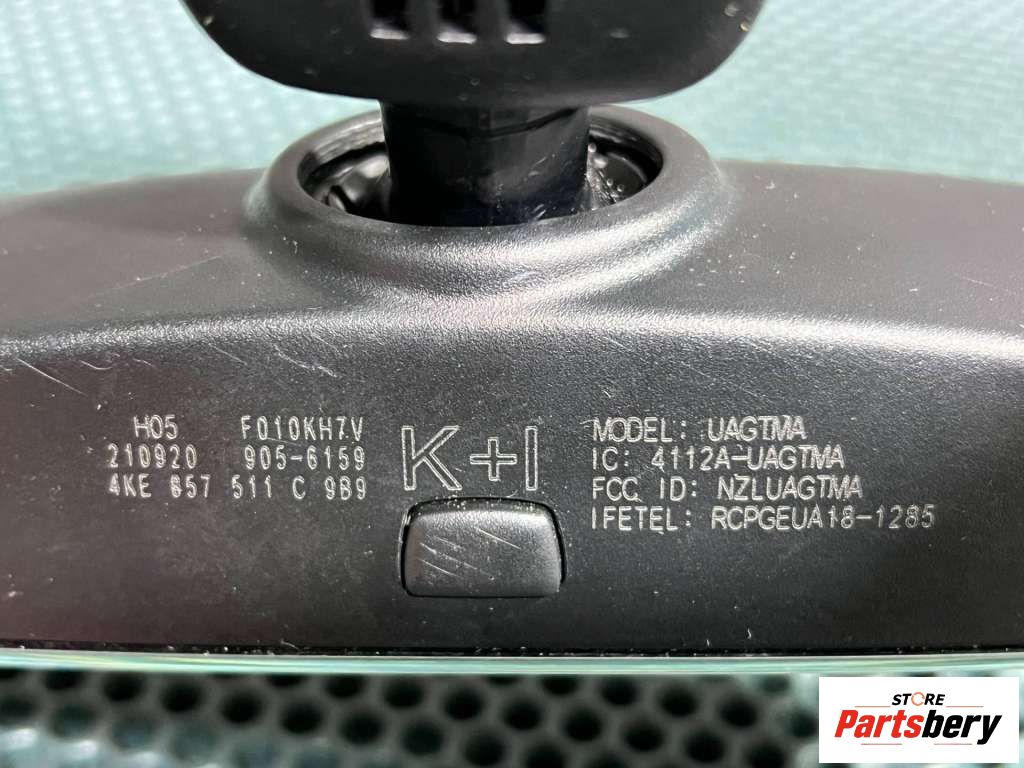 H05 F010KH7V
210920 905-6159
4KE 857 511 C 9B9
K+I
MODEL: UAGTMA
IC: 4112A-UAGTMA
FCC ID: NZLUAGTMA
IFETEL: RCPGEUA18-1285
STORE
Partsbery